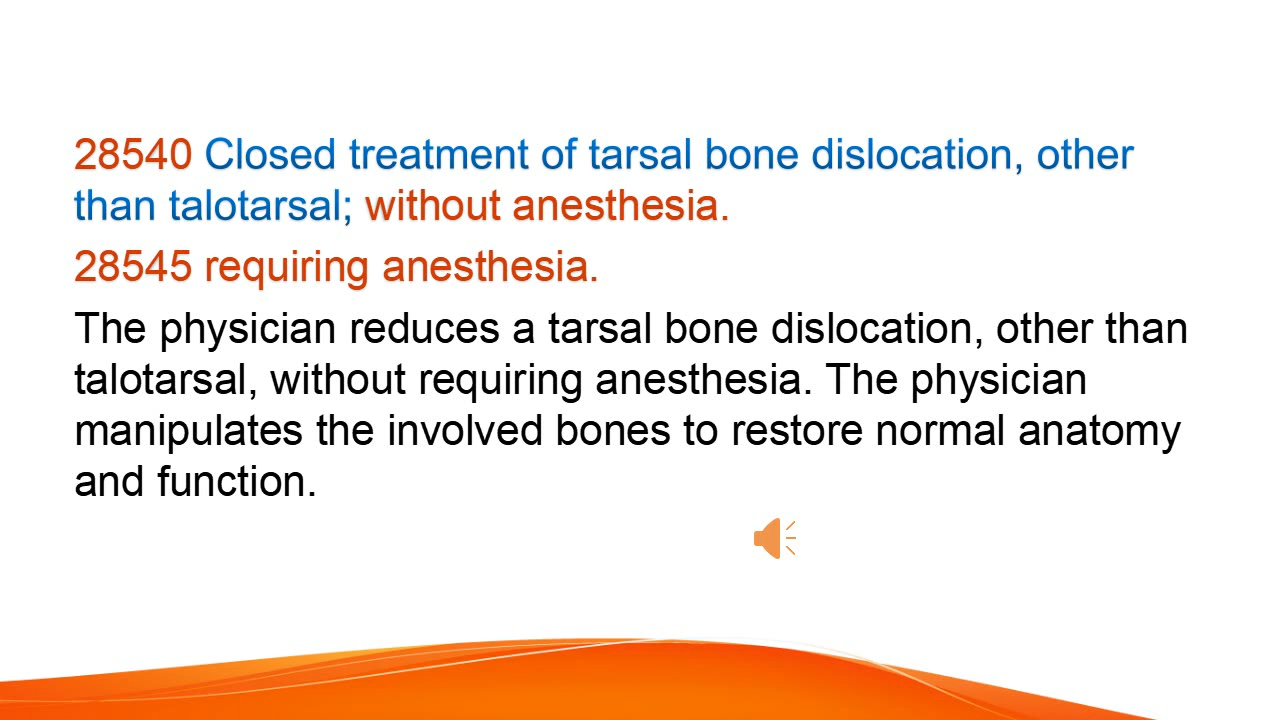 28540 Closed treatment of tarsal bone dislocation, other
than talotarsal; without anesthesia.
28545 requiring anesthesia.
The physician reduces a tarsal bone dislocation, other than
talotarsal, without requiring anesthesia. The physician
manipulates the involved bones to restore normal anatomy
and function.